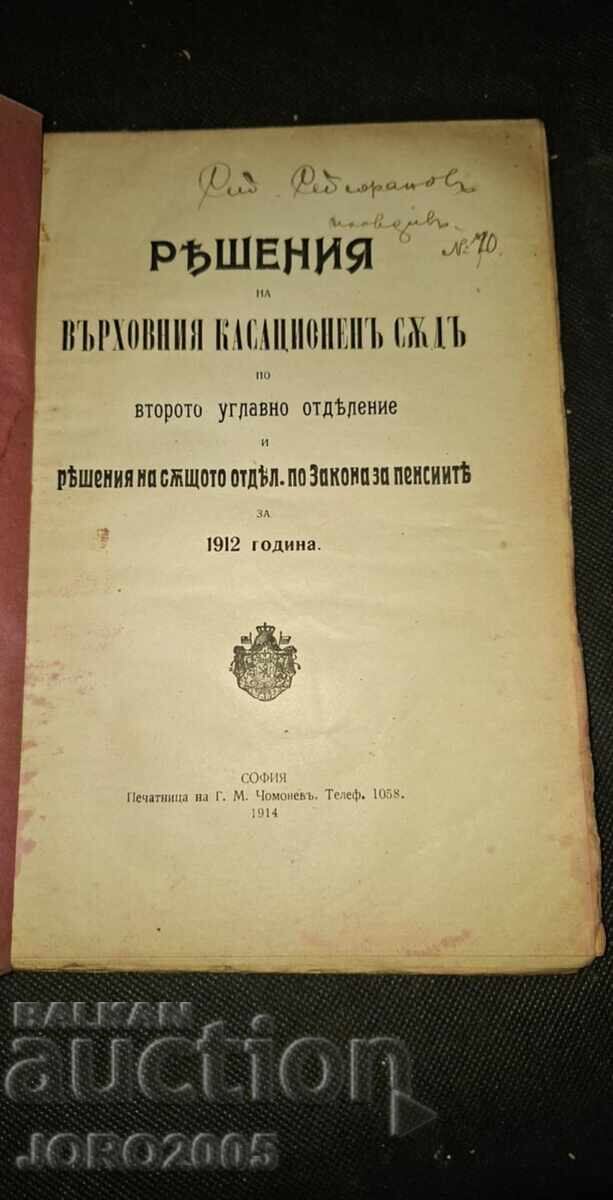 № 70.
РѢШЕНИЯ
НА
ВЪРХОВНИЯ КАСАЦИОНЕНЪ СѪДЪ
ПО
ВТОРОТО УГЛАВНО ОТДѢЛЕНИЕ
И
РѢШЕНИЯ НА СѪЩОТО ОТДѢЛ. ПО ЗАКОНА ЗА ПЕНСИИТѢ
ЗА
1912 ГОДИНА.
СОФИЯ
Печатница на Г. М. Чомоневъ. Телеф. 1058.
1914
BALKAN
auction
JORO2005